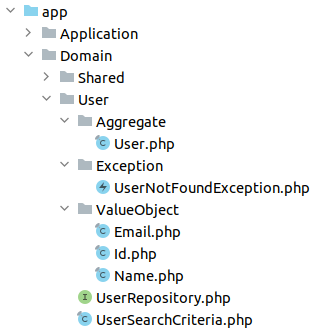 app
Application
Domain
Shared
User
Aggregate
User.php
Exception
UserNotFoundException.php
ValueObject
Email.php
Id.php
Name.php
UserRepository.php
UserSearchCriteria.php